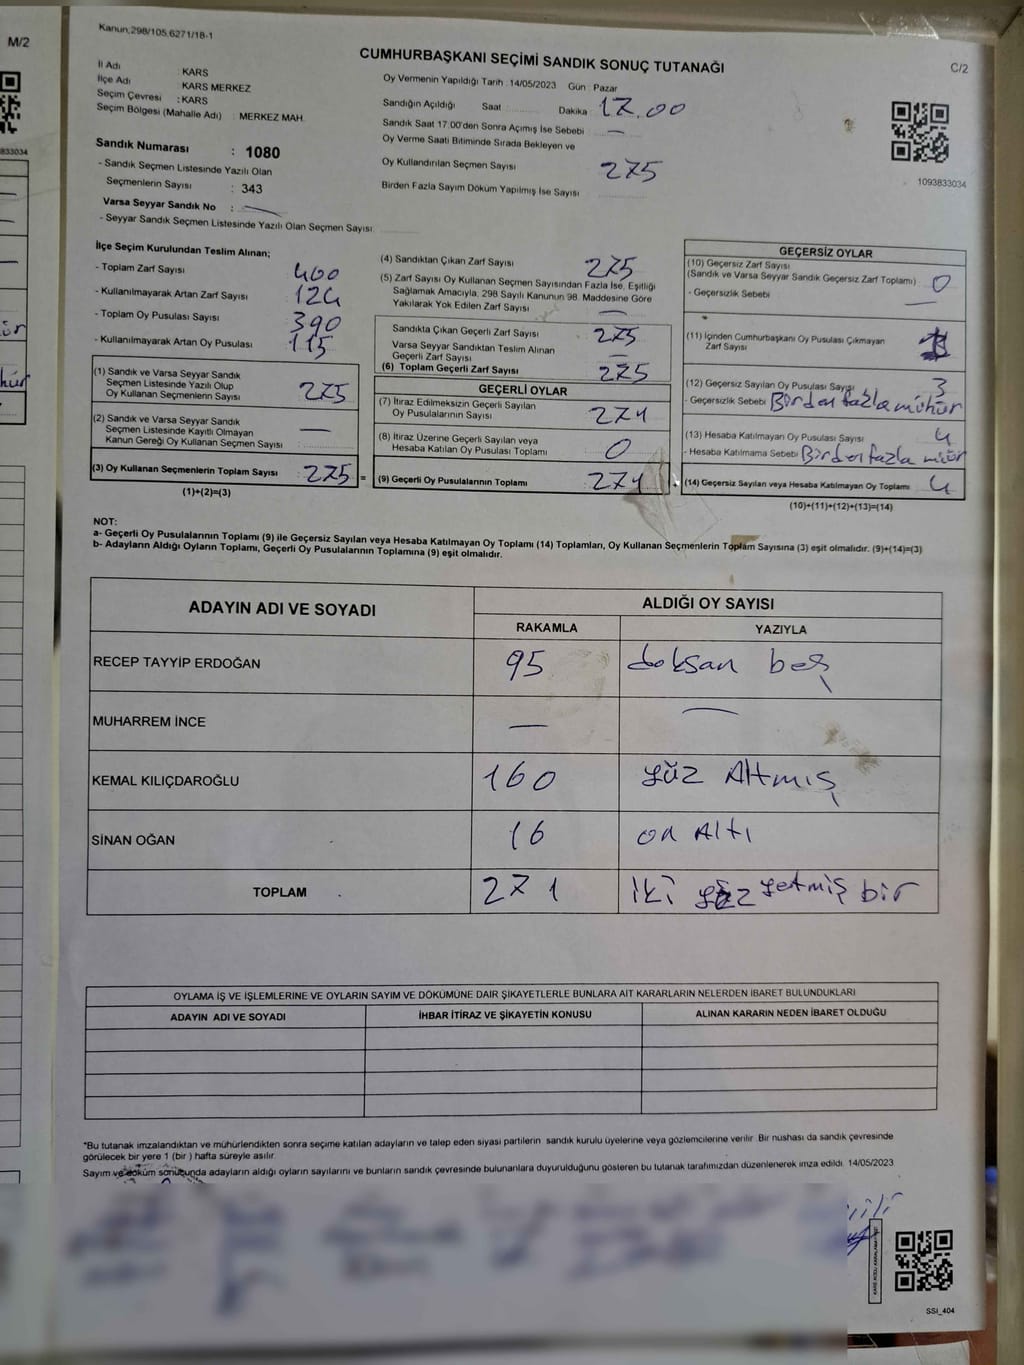 Kanun,298/105,6271/18-1
M/2
CUMHURBAŞKANI SEÇİMİ SANDIK SONUÇ TUTANAĞI
C/2
İl Adı : KARS
İlçe Adı : KARS MERKEZ
Seçim Çevresi : KARS
Seçim Bölgesi (Mahalle Adı) : MERKEZ MAH.
Oy Vermenin Yapıldığı Tarih : 14/05/2023 Gün : Pazar
Sandığın Açıldığı Saat Dakika 17.00
Sandık Saat 17.00'den Sonra Açımış İse Sebebi —
Oy Verme Saati Bitiminde Sırada Bekleyen ve
Oy Kullandırılan Seçmen Sayısı 275
Birden Fazla Sayım Döküm Yapılmış İse Sayısı
1093833034
833034
Sandık Numarası : 1080
- Sandık Seçmen Listesinde Yazılı Olan
Seçmenlerin Sayısı : 343
Varsa Seyyar Sandık No : —
- Seyyar Sandık Seçmen Listesinde Yazılı Olan Seçmen Sayısı:
İlçe Seçim Kurulundan Teslim Alınan;
- Toplam Zarf Sayısı 400
- Kullanılmayarak Artan Zarf Sayısı 124
- Toplam Oy Pusulası Sayısı 390
- Kullanılmayarak Artan Oy Pusulası 115
(1) Sandık ve Varsa Seyyar Sandık
Seçmen Listesinde Yazılı Olup
Oy Kullanan Seçmenlerin Sayısı 275
(2) Sandık ve Varsa Seyyar Sandık
Seçmen Listesinde Kayıtlı Olmayan
Kanun Gereği Oy Kullanan Seçmen Sayısı : —
(3) Oy Kullanan Seçmenlerin Toplam Sayısı 275 =
(1)+(2)=(3)
(4) Sandıktan Çıkan Zarf Sayısı 275
(5) Zarf Sayısı Oy Kullanan Seçmen Sayısından Fazla İse, Eşitliği
Sağlamak Amacıyla, 298 Sayılı Kanunun 98. Maddesine Göre
Yakılarak Yok Edilen Zarf Sayısı —
Sandıkta Çıkan Geçerli Zarf Sayısı 275
Varsa Seyyar Sandıktan Teslim Alınan
Geçerli Zarf Sayısı —
(6) Toplam Geçerli Zarf Sayısı 275
GEÇERLİ OYLAR
(7) İtiraz Edilmeksizin Geçerli Sayılan
Oy Pusulalarının Sayısı 271
(8) İtiraz Üzerine Geçerli Sayılan veya
Hesaba Katılan Oy Pusulası Toplamı 0
(9) Geçerli Oy Pusulalarının Toplamı 271
GEÇERSİZ OYLAR
(10) Geçersiz Zarf Sayısı
(Sandık ve Varsa Seyyar Sandık Geçersiz Zarf Toplamı) 0
- Geçersizlik Sebebi —
(11) İçinden Cumhurbaşkanı Oy Pusulası Çıkmayan
Zarf Sayısı
(12) Geçersiz Sayılan Oy Pusulası Sayısı 3
- Geçersizlik Sebebi Birden fazla mühür
(13) Hesaba Katılmayan Oy Pusulası Sayısı 4
- Hesaba Katılmama Sebebi
(14) Geçersiz Sayılan veya Hesaba Katılmayan Oy Toplamı 4
(10)+(11)+(12)+(13)=(14)
NOT:
a- Geçerli Oy Pusulalarının Toplamı (9) ile Geçersiz Sayılan veya Hesaba Katılmayan Oy Toplamı (14) Toplamları, Oy Kullanan Seçmenlerin Toplam Sayısına (3) eşit olmalıdır. (9)+(14)=(3)
b- Adayların Aldığı Oyların Toplamı, Geçerli Oy Pusulalarının Toplamına (9) eşit olmalıdır.
ADAYIN ADI VE SOYADI ALDIĞI OY SAYISI
RAKAMLA YAZIYLA
RECEP TAYYİP ERDOĞAN 95 doksan beş
MUHARREM İNCE — —
KEMAL KILIÇDAROĞLU 160 yüz Altmış
SİNAN OĞAN 16 on Altı
TOPLAM 271 iki yüz yetmiş bir
OYLAMA İŞ VE İŞLEMLERİNE VE OYLARIN SAYIM VE DÖKÜMÜNE DAİR ŞİKAYETLERLE BUNLARA AİT KARARLARIN NELERDEN İBARET BULUNDUKLARI
ADAYIN ADI VE SOYADI İHBAR İTİRAZ VE ŞİKAYETİN KONUSU ALINAN KARARIN NEDEN İBARET OLDUĞU
*Bu tutanak imzalandıktan ve mühürlendikten sonra seçime katılan adayların ve talep eden siyasi partilerin sandık kurulu üyelerine veya gözlemcilerine verilir. Bir nüshası da sandık çevresinde
görülecek bir yere 1 (bir ) hafta süreyle asılır.
Sayım ve döküm sonucunda adayların aldığı oyların sayılarını ve bunların sandık çevresinde bulunanlara duyurulduğunu gösteren bu tutanak tarafımızdan düzenlenerek imza edildi. 14/05/2023
SSI_404